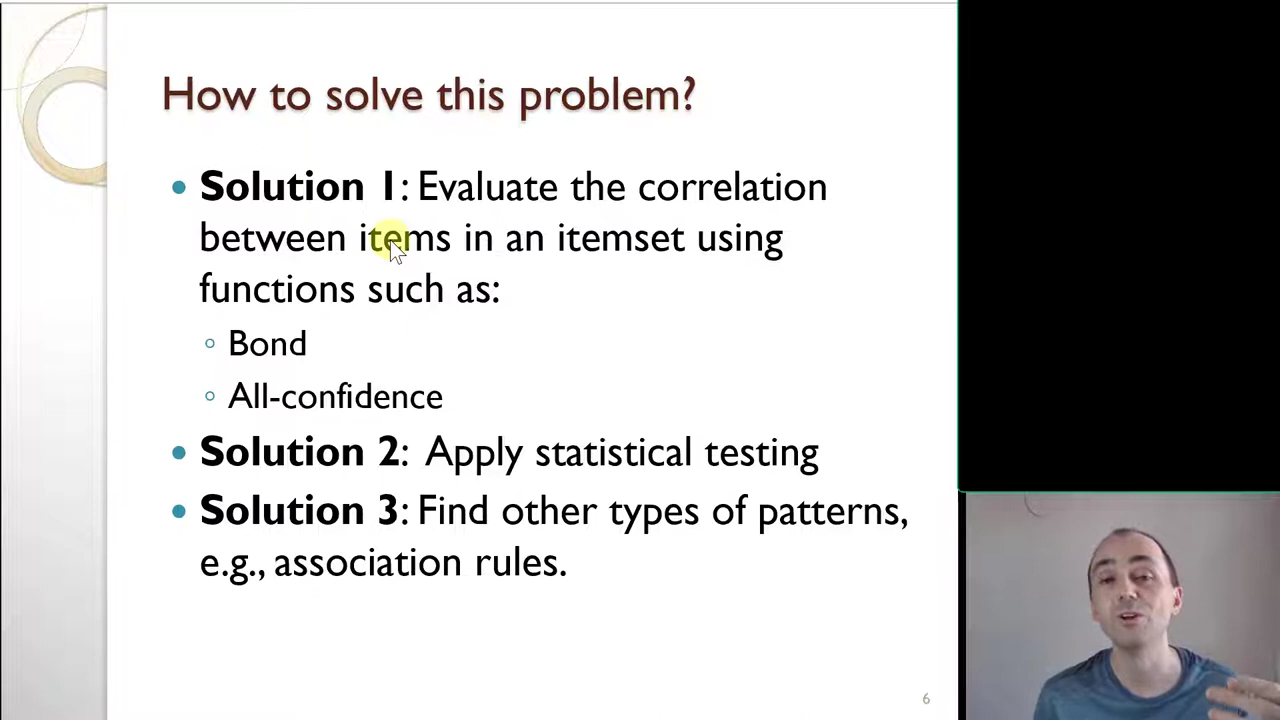 How to solve this problem?
• Solution 1: Evaluate the correlation
between items in an itemset using
functions such as:
◦ Bond
◦ All-confidence
• Solution 2: Apply statistical testing
• Solution 3: Find other types of patterns,
e.g., association rules.
6